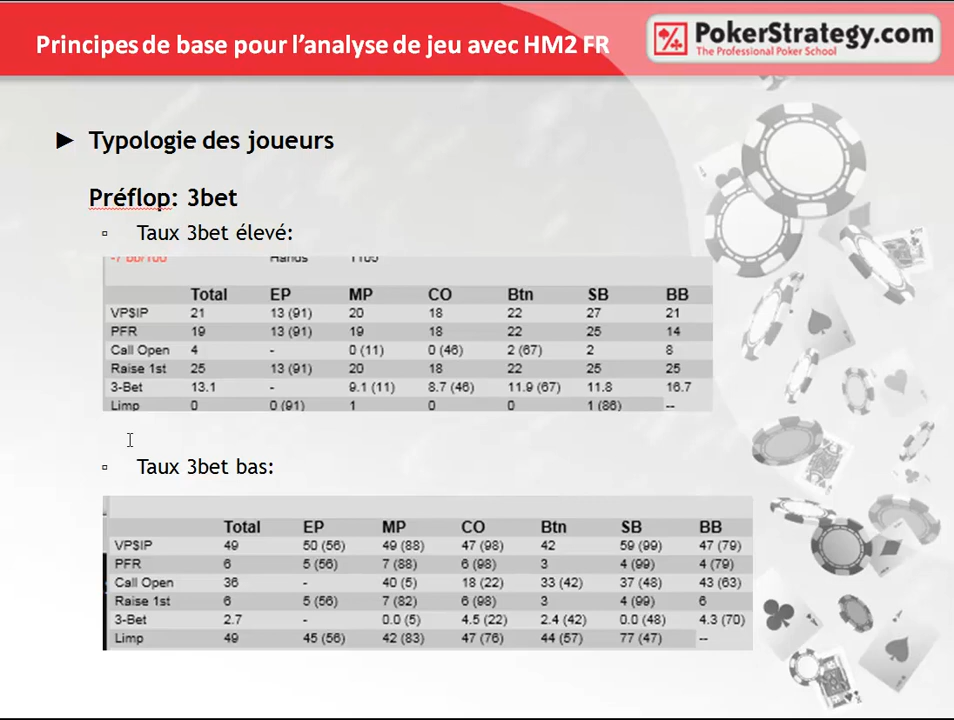 Principes de base pour l'analyse de jeu avec HM2 FR
PokerStrategy.com
The Professional Poker School
► Typologie des joueurs
Préflop: 3bet
▫ Taux 3bet élevé:
-7 bb/100 Hands 1105
Total EP MP CO Btn SB BB
VP$IP 21 13 (91) 20 18 22 27 21
PFR 19 13 (91) 19 18 22 25 14
Call Open 4 - 0 (11) 0 (46) 2 (67) 2 8
Raise 1st 25 13 (91) 20 18 22 25 25
3-Bet 13.1 - 9.1 (11) 8.7 (46) 11.9 (67) 11.8 16.7
Limp 0 0 (91) 1 0 0 1 (86) --
▫ Taux 3bet bas:
Total EP MP CO Btn SB BB
VP$IP 49 50 (56) 49 (88) 47 (98) 42 59 (99) 47 (79)
PFR 6 5 (56) 7 (88) 6 (98) 3 4 (99) 4 (79)
Call Open 36 - 40 (5) 18 (22) 33 (42) 37 (48) 43 (63)
Raise 1st 6 5 (56) 7 (82) 6 (98) 3 4 (99) 6
3-Bet 2.7 - 0.0 (5) 4.5 (22) 2.4 (42) 0.0 (48) 4.3 (70)
Limp 49 45 (56) 42 (83) 47 (76) 44 (57) 77 (47) --